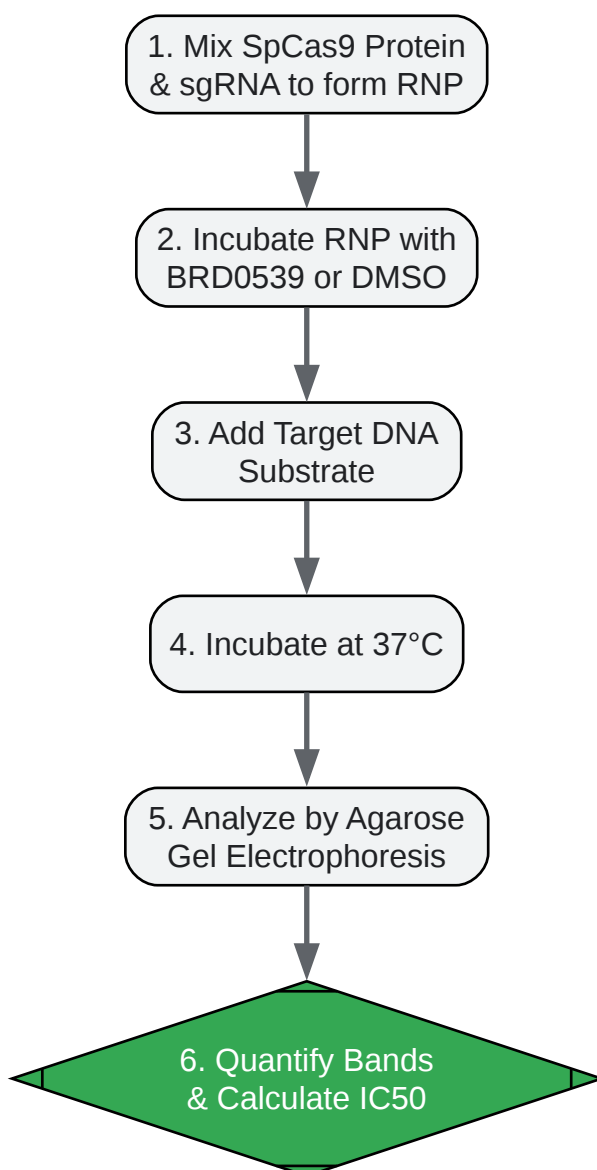 1. Mix SpCas9 Protein
& sgRNA to form RNP
2. Incubate RNP with
BRD0539 or DMSO
3. Add Target DNA
Substrate
4. Incubate at 37°C
5. Analyze by Agarose
Gel Electrophoresis
6. Quantify Bands
& Calculate IC50